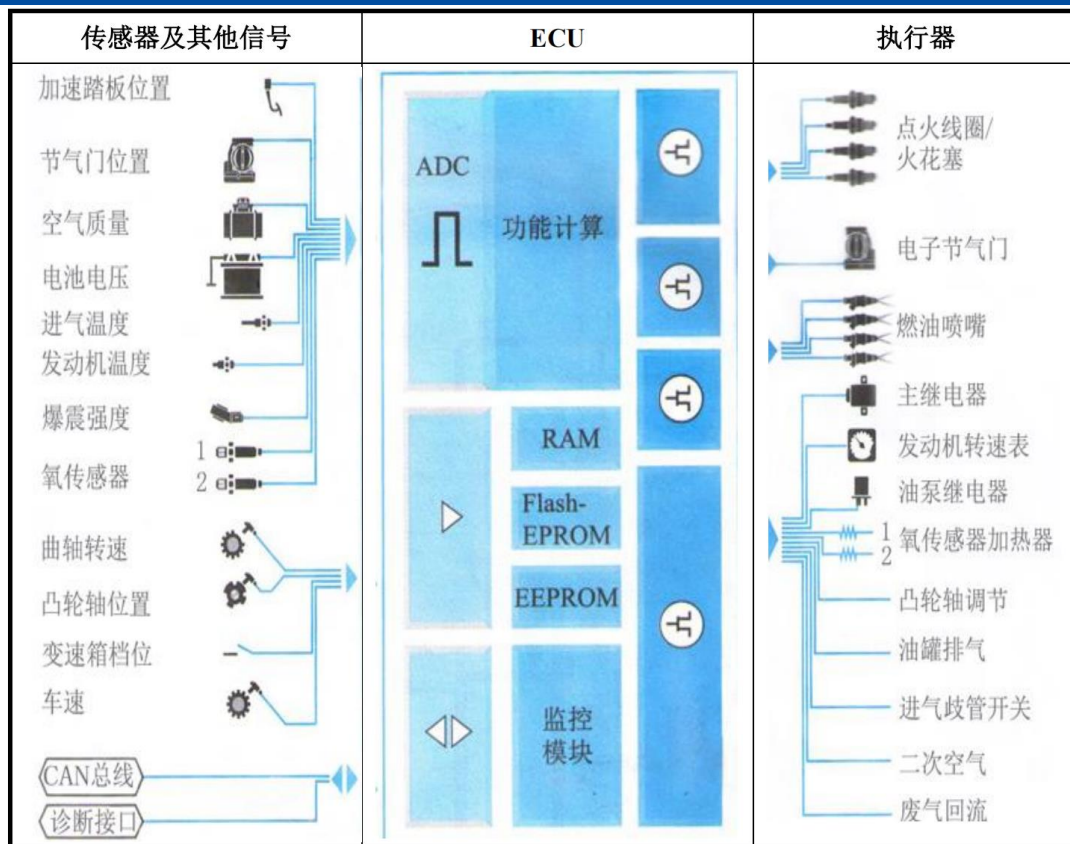 传感器及其他信号
ECU
执行器
加速踏板位置
节气门位置
空气质量
电池电压
进气温度
发动机温度
爆震强度
1
氧传感器
2
曲轴转速
凸轮轴位置
变速箱档位
车速
CAN总线
诊断接口
ADC
功能计算
RAM
Flash-
EPROM
EEPROM
监控
模块
点火线圈/
火花塞
电子节气门
燃油喷嘴
主继电器
发动机转速表
油泵继电器
1
氧传感器加热器
2
凸轮轴调节
油罐排气
进气歧管开关
二次空气
废气回流